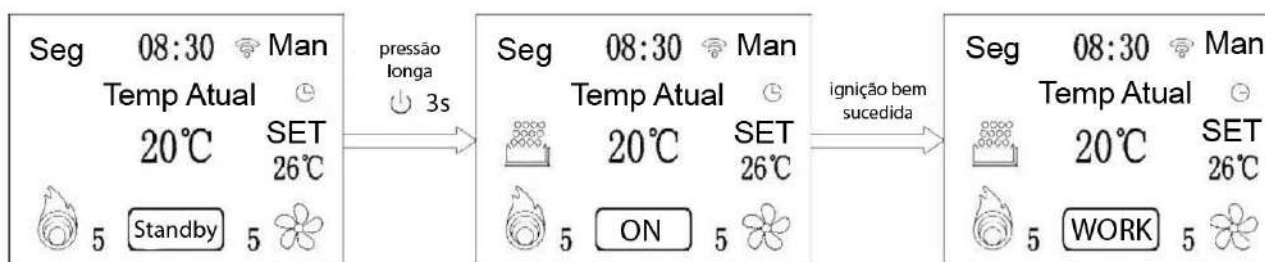 Seg 08:30 Man
Temp Atual
20℃
SET
26℃
5 Standby 5
pressão
longa
3s
Seg 08:30 Man
Temp Atual
20℃
SET
26℃
5 ON 5
ignição bem
sucedida
Seg 08:30 Man
Temp Atual
20℃
SET
26℃
5 WORK 5